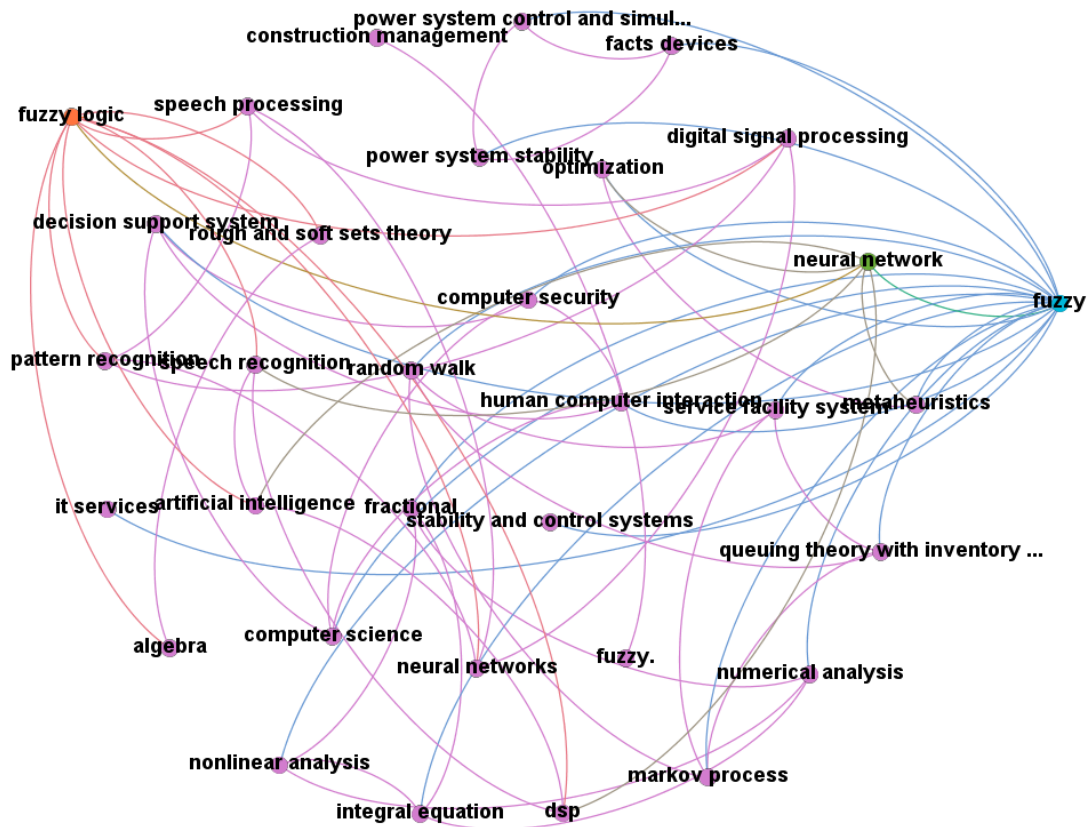 power system control and simul...
construction management
facts devices
speech processing
fuzzy logic
digital signal processing
power system stability
optimization
decision support system
rough and soft sets theory
neural network
computer security
fuzzy
pattern recognition
speech recognition
random walk
human computer interaction
service facility system
metaheuristics
it services
artificial intelligence
fractional
stability and control systems
queuing theory with inventory ...
computer science
algebra
neural networks
fuzzy.
numerical analysis
nonlinear analysis
markov process
integral equation
dsp